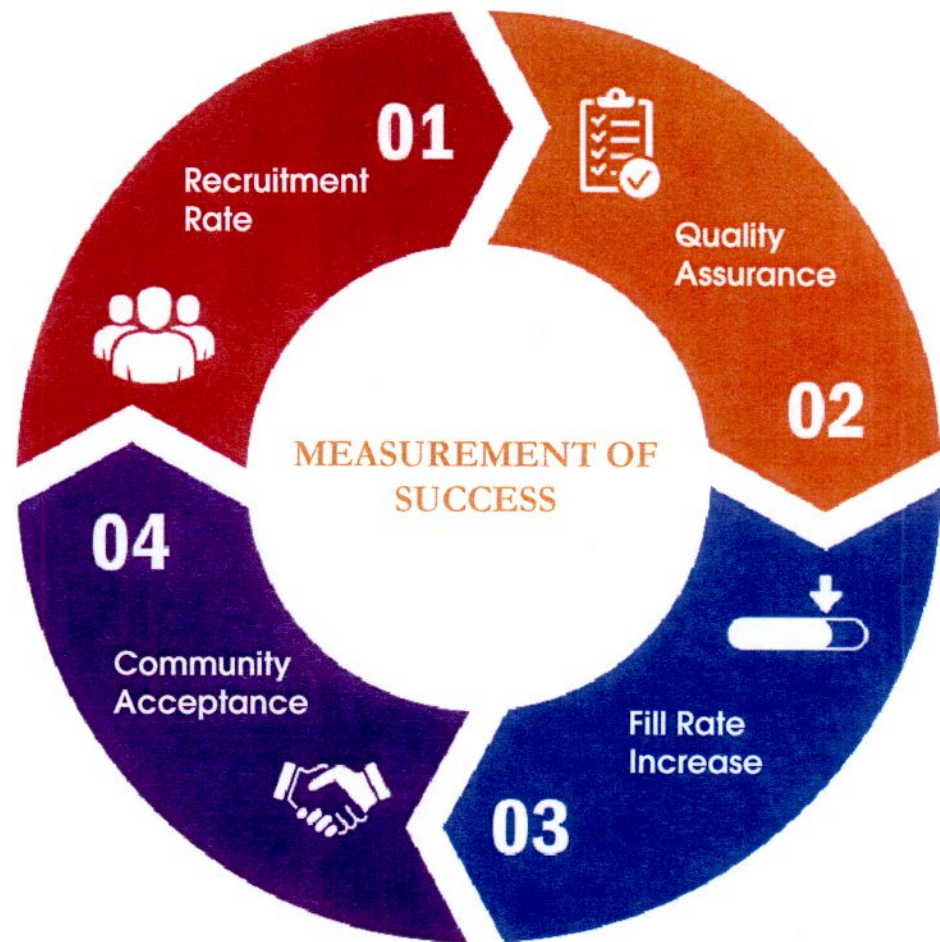 01
Recruitment
Rate
Quality
Assurance
02
MEASUREMENT OF
SUCCESS
Fill Rate
Increase
03
04
Community
Acceptance